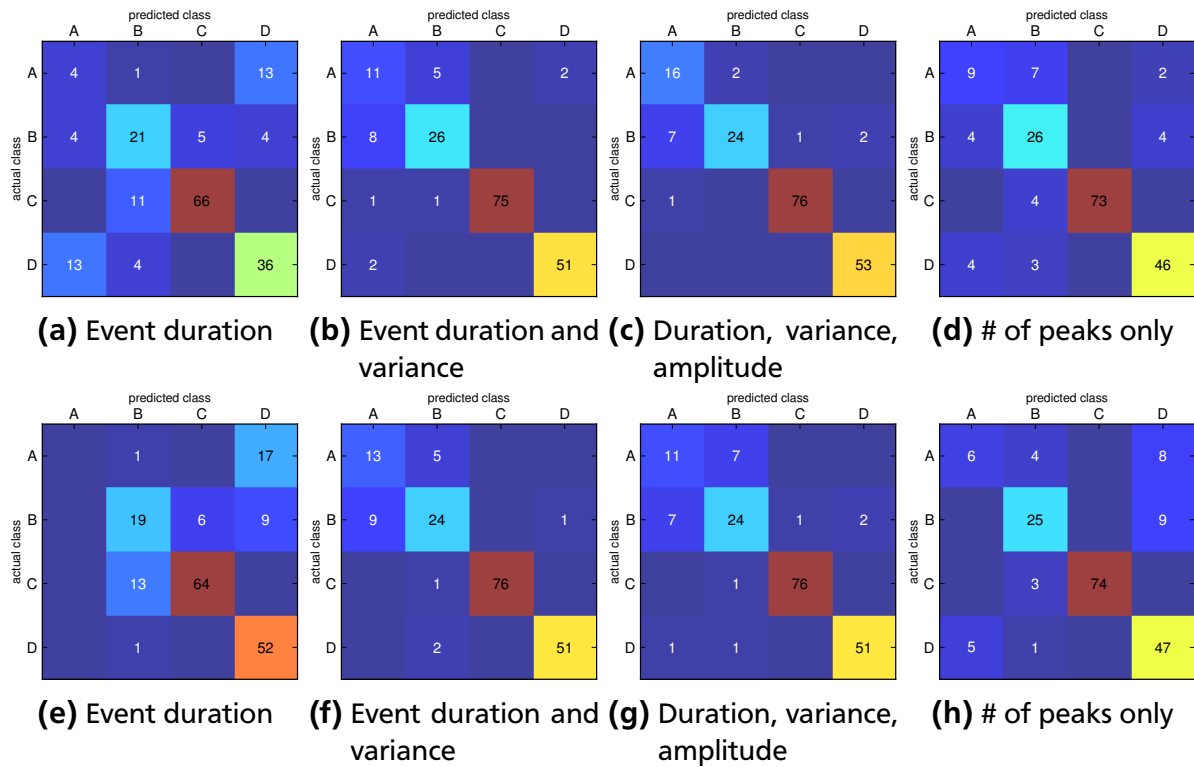 predicted class predicted class predicted class predicted class
A B C D A B C D A B C D A B C D
actual class actual class actual class actual class
A 4 1 13 A 11 5 2 A 16 2 A 9 7 2
B 4 21 5 4 B 8 26 B 7 24 1 2 B 4 26 4
C 11 66 C 1 1 75 C 1 76 C 4 73
D 13 4 36 D 2 51 D 53 D 4 3 46
(a) Event duration (b) Event duration and (c) Duration, variance, (d) # of peaks only
variance amplitude
predicted class predicted class predicted class predicted class
A B C D A B C D A B C D A B C D
actual class actual class actual class actual class
A 1 17 A 13 5 A 11 7 A 6 4 8
B 19 6 9 B 9 24 1 B 7 24 1 2 B 25 9
C 13 64 C 1 76 C 1 76 C 3 74
D 1 52 D 2 51 D 1 1 51 D 5 1 47
(e) Event duration (f) Event duration and (g) Duration, variance, (h) # of peaks only
variance amplitude